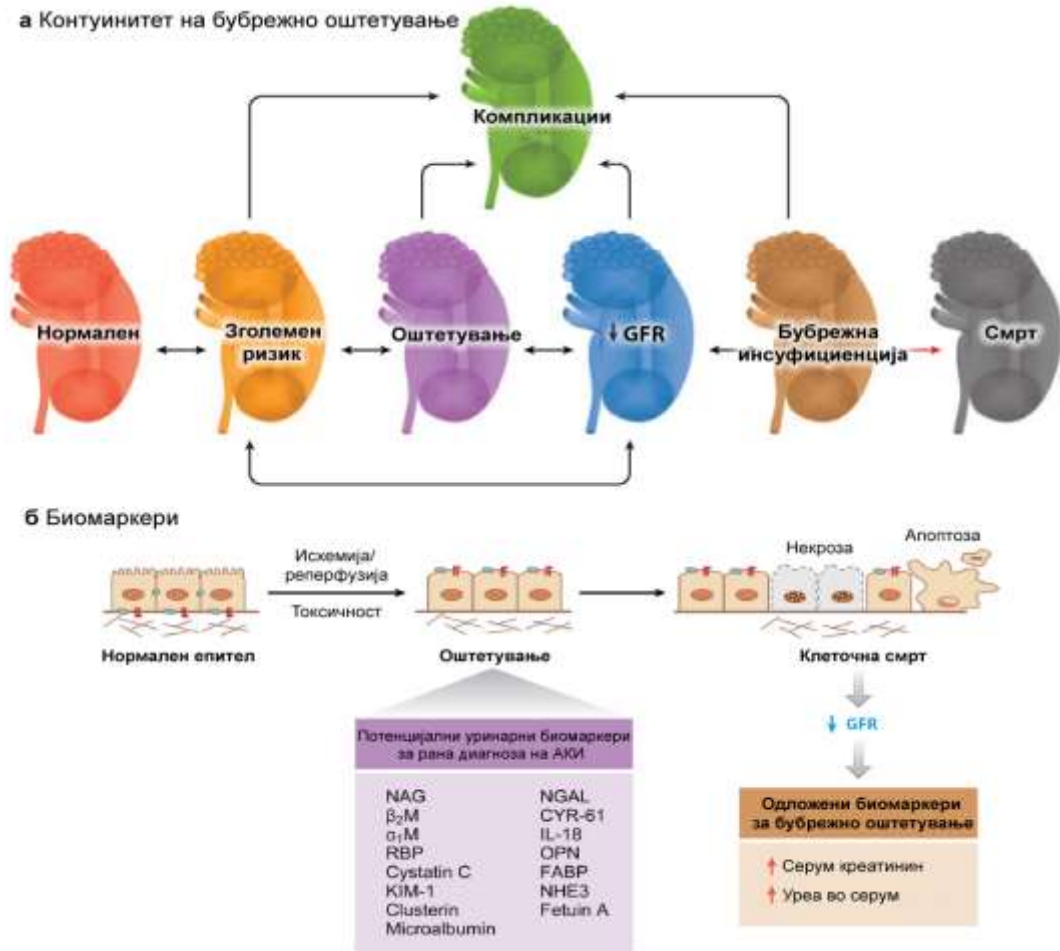 а Контуинитет на бубрежно оштетување
Компликации
Нормален
Зголемен
ризик
Оштетување
↓ GFR
Бубрежна
инсуфициенција
Смрт
б Биомаркери
Исхемија/
реперфузија
Токсичност
Некроза
Апоптоза
Нормален епител
Оштетување
Клеточна смрт
Потенцијални уринарни биомаркери
за рана диагноза на АКИ
NAG
β₂M
α₁M
RBP
Cystatin C
KIM-1
Clusterin
Microalbumin
NGAL
CYR-61
IL-18
OPN
FABP
NHE3
Fetuin A
↓ GFR
Одложени биомаркери
за бубрежно оштетување
↑ Серум креатинин
↑ Уреа во серум